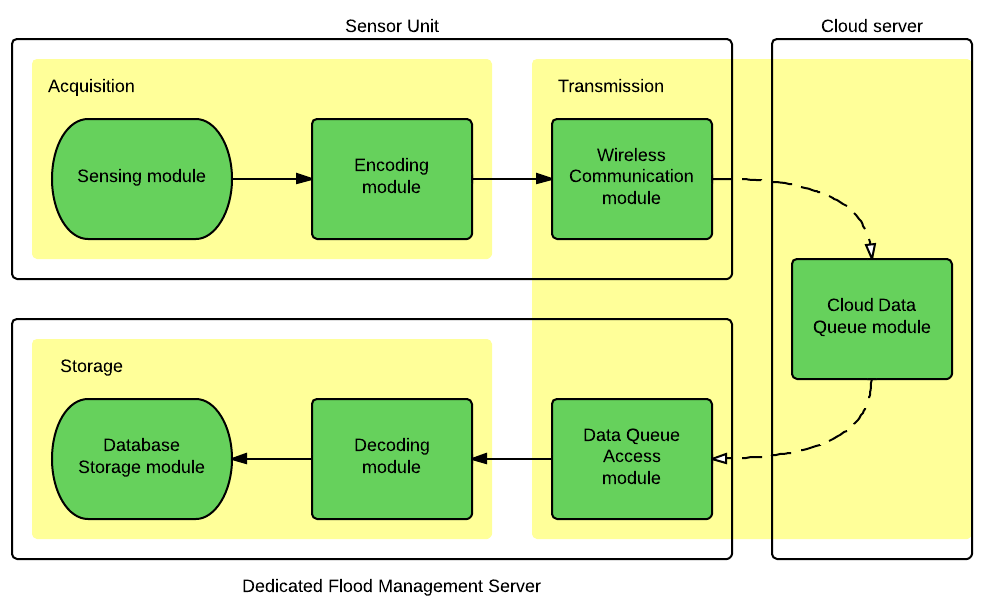 Sensor Unit
Cloud server
Acquisition
Transmission
Sensing module
Encoding
module
Wireless
Communication
module
Cloud Data
Queue module
Storage
Database
Storage module
Decoding
module
Data Queue
Access
module
Dedicated Flood Management Server